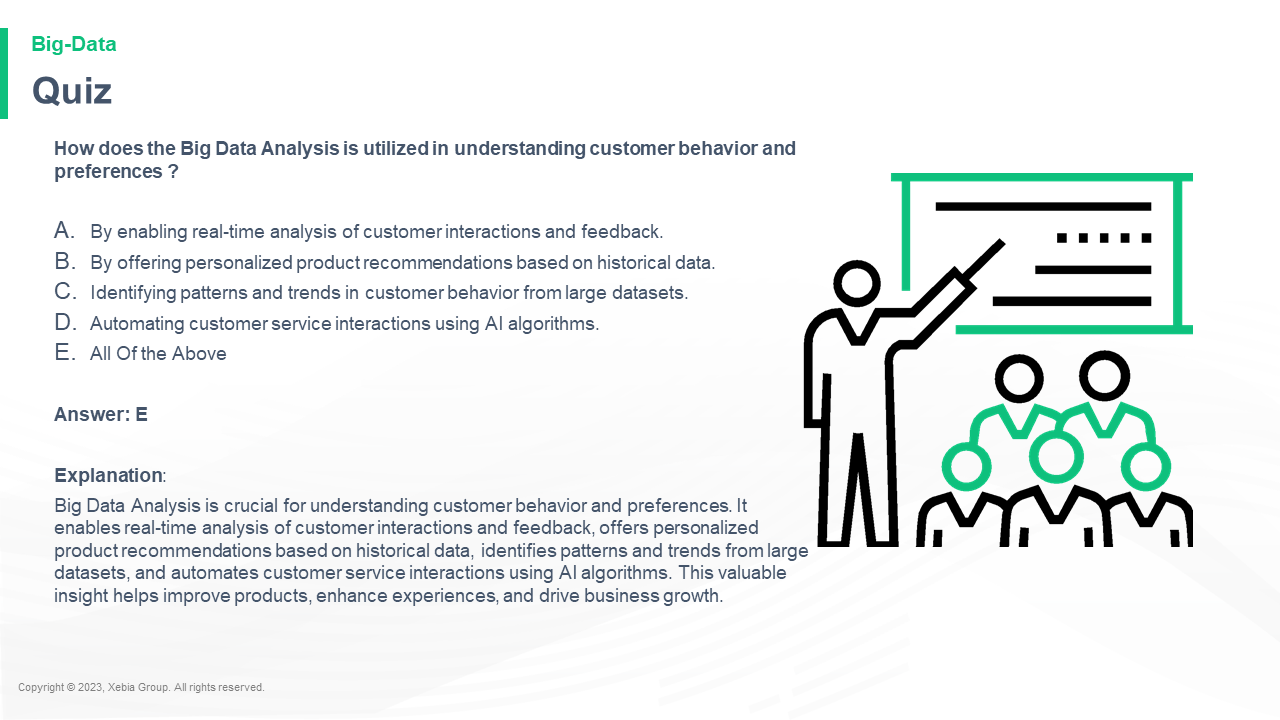 Big-Data
Quiz
How does the Big Data Analysis is utilized in understanding customer behavior and
preferences ?
A. By enabling real-time analysis of customer interactions and feedback.
B. By offering personalized product recommendations based on historical data.
C. Identifying patterns and trends in customer behavior from large datasets.
D. Automating customer service interactions using AI algorithms.
E. All Of the Above
Answer: E
Explanation:
Big Data Analysis is crucial for understanding customer behavior and preferences. It
enables real-time analysis of customer interactions and feedback, offers personalized
product recommendations based on historical data, identifies patterns and trends from large
datasets, and automates customer service interactions using AI algorithms. This valuable
insight helps improve products, enhance experiences, and drive business growth.
Copyright © 2023, Xebia Group. All rights reserved.